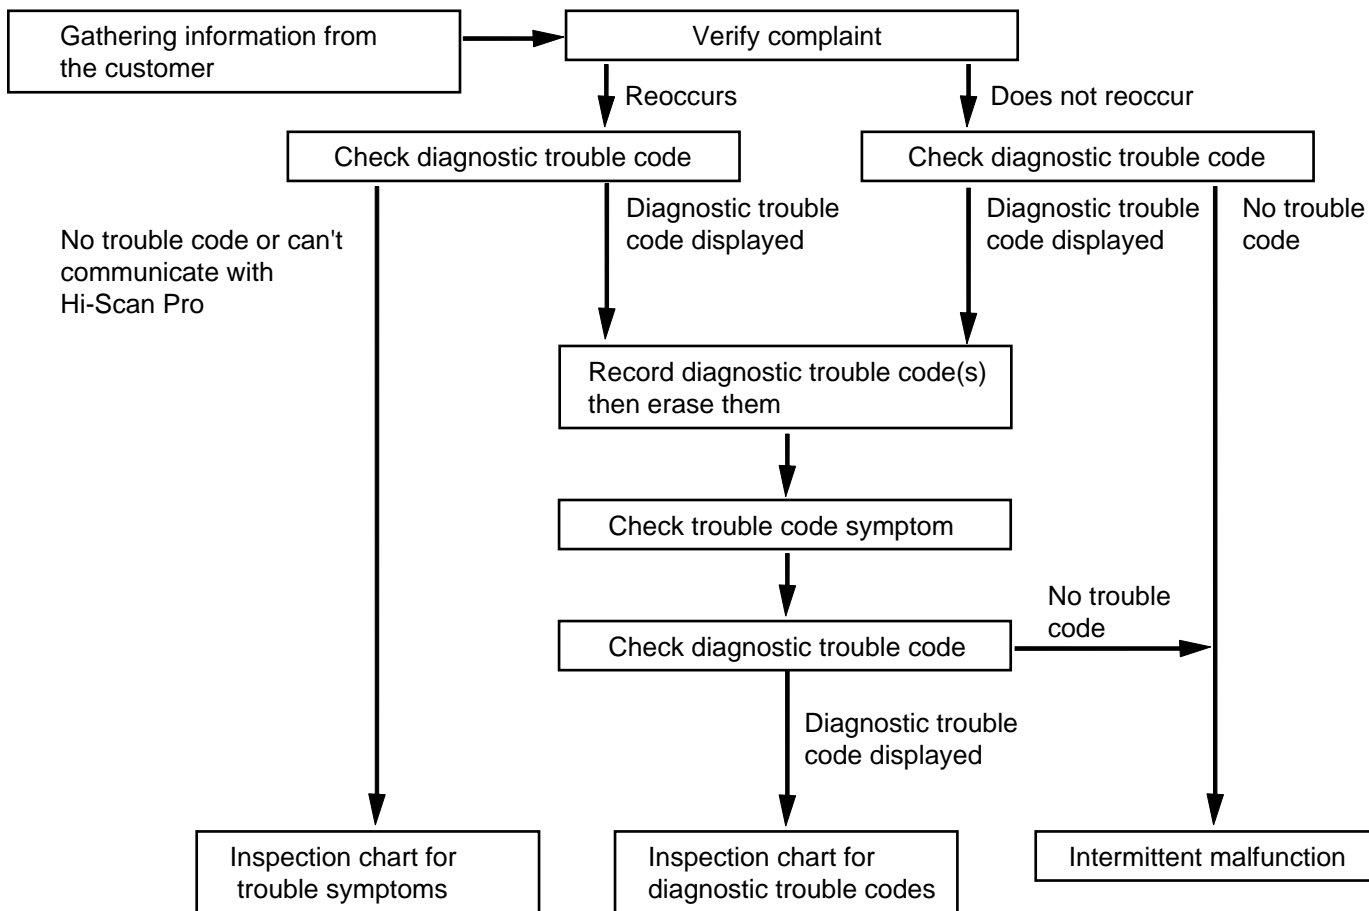 Gathering information from
the customer
Verify complaint
Reoccurs
Does not reoccur
Check diagnostic trouble code
Check diagnostic trouble code
No trouble code or can't
communicate with
Hi-Scan Pro
Diagnostic trouble
code displayed
Diagnostic trouble
code displayed
No trouble
code
Record diagnostic trouble code(s)
then erase them
Check trouble code symptom
Check diagnostic trouble code
No trouble
code
Diagnostic trouble
code displayed
Inspection chart for
trouble symptoms
Inspection chart for
diagnostic trouble codes
Intermittent malfunction